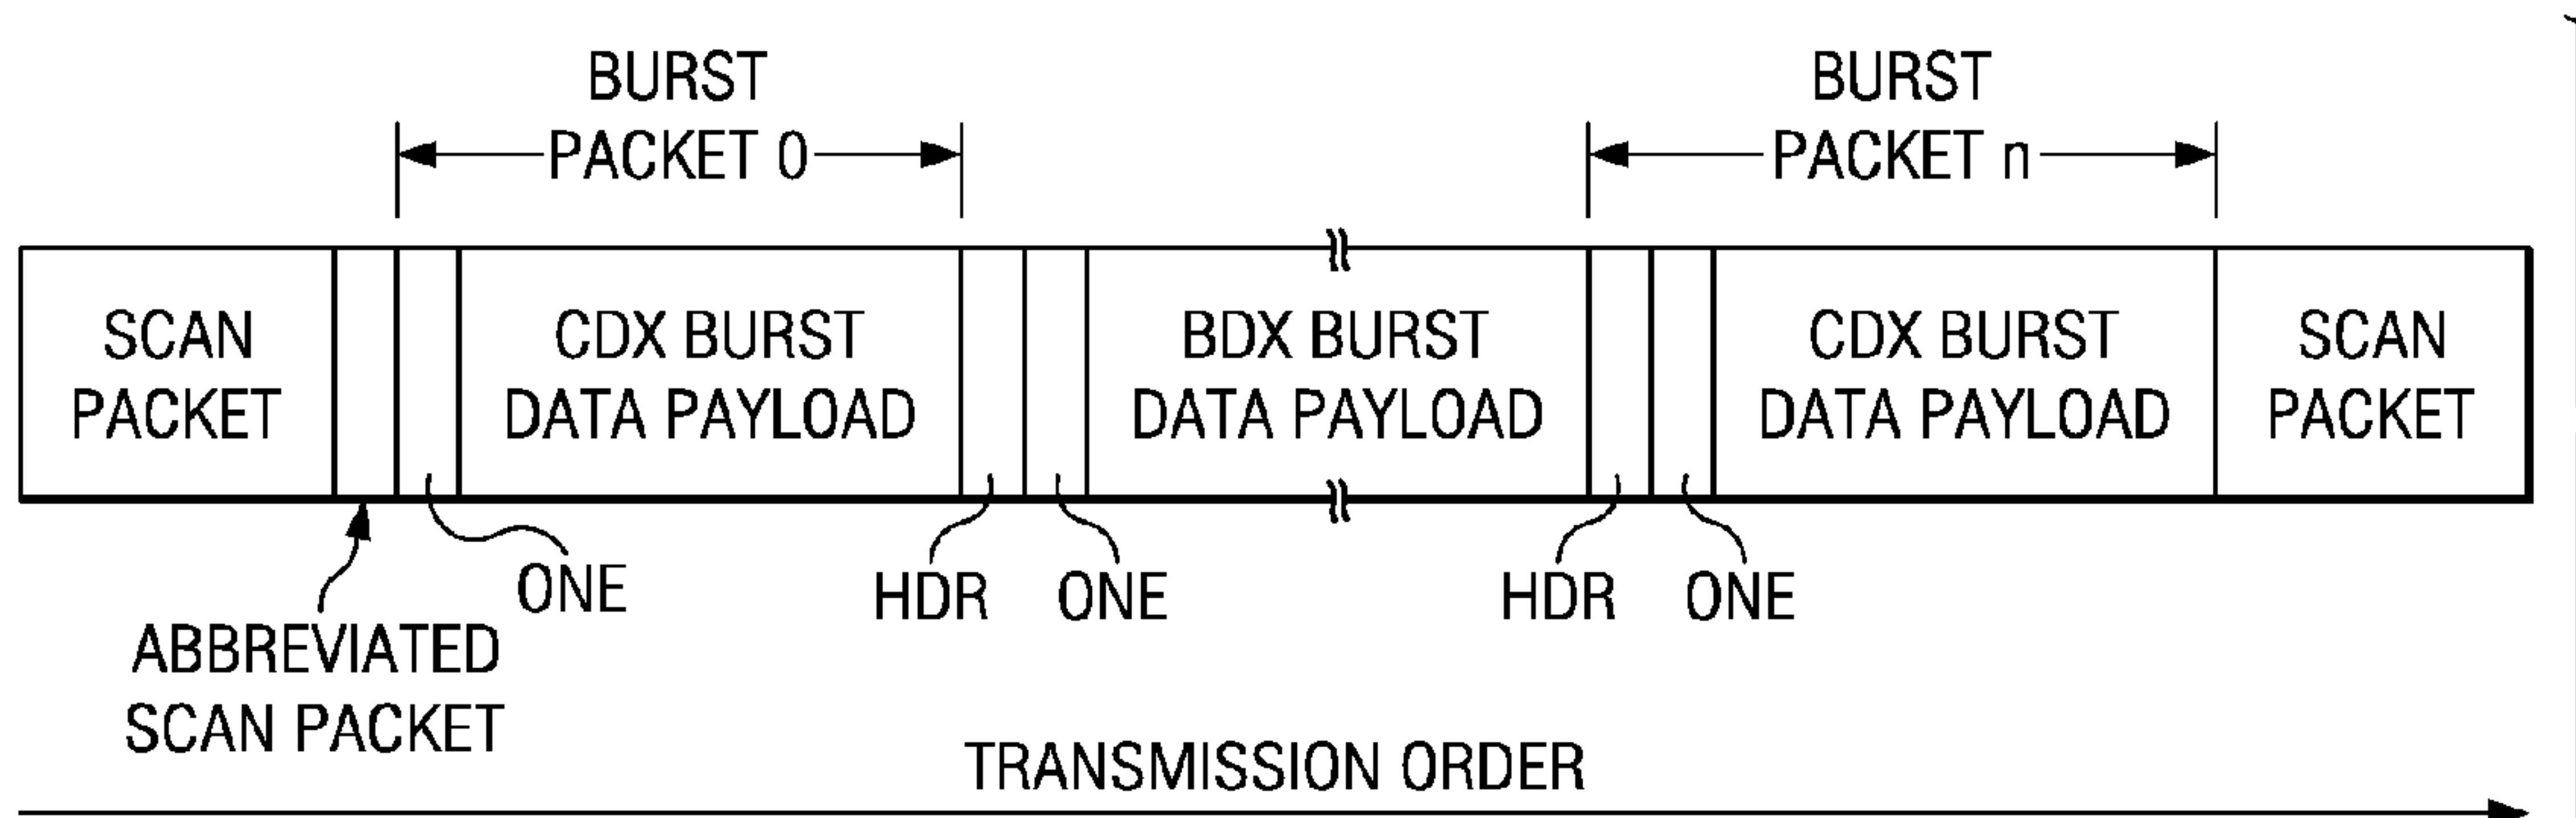 BURST
PACKET 0
BURST
PACKET n
SCAN
PACKET
CDX BURST
DATA PAYLOAD
BDX BURST
DATA PAYLOAD
CDX BURST
DATA PAYLOAD
SCAN
PACKET
ONE
HDR
ONE
HDR
ONE
ABBREVIATED
SCAN PACKET
TRANSMISSION ORDER